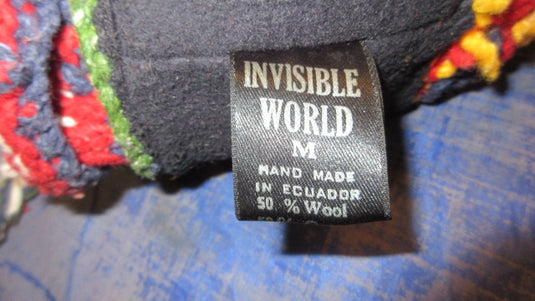 INVISIBLE
WORLD
M
HAND MADE
IN ECUADOR
50 % Wool